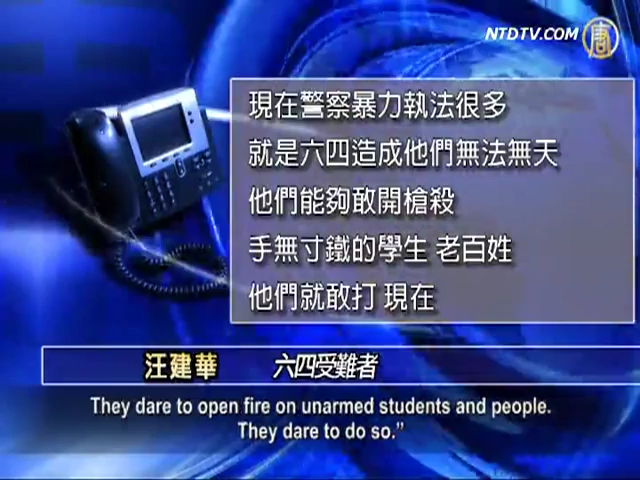 NTDTV.COM 唐
現在警察暴力執法很多
就是六四造成他們無法無天
他們能夠敢開槍殺
手無寸鐵的學生 老百姓
他們就敢打 現在
汪建華 六四受難者
They dare to open fire on unarmed students and people.
They dare to do so.”